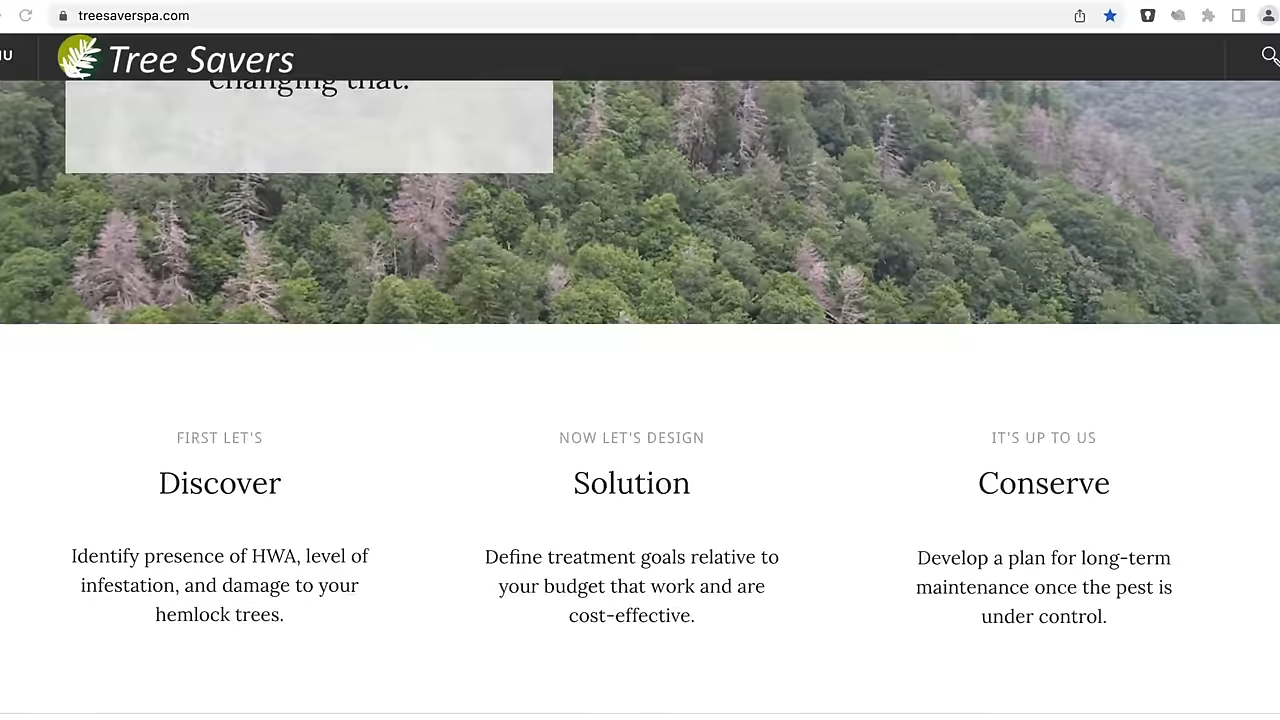 treesaverspa.com
NU
Tree Savers
changing that.
FIRST LET'S
Discover
Identify presence of HWA, level of
infestation, and damage to your
hemlock trees.
NOW LET'S DESIGN
Solution
Define treatment goals relative to
your budget that work and are
cost-effective.
IT'S UP TO US
Conserve
Develop a plan for long-term
maintenance once the pest is
under control.